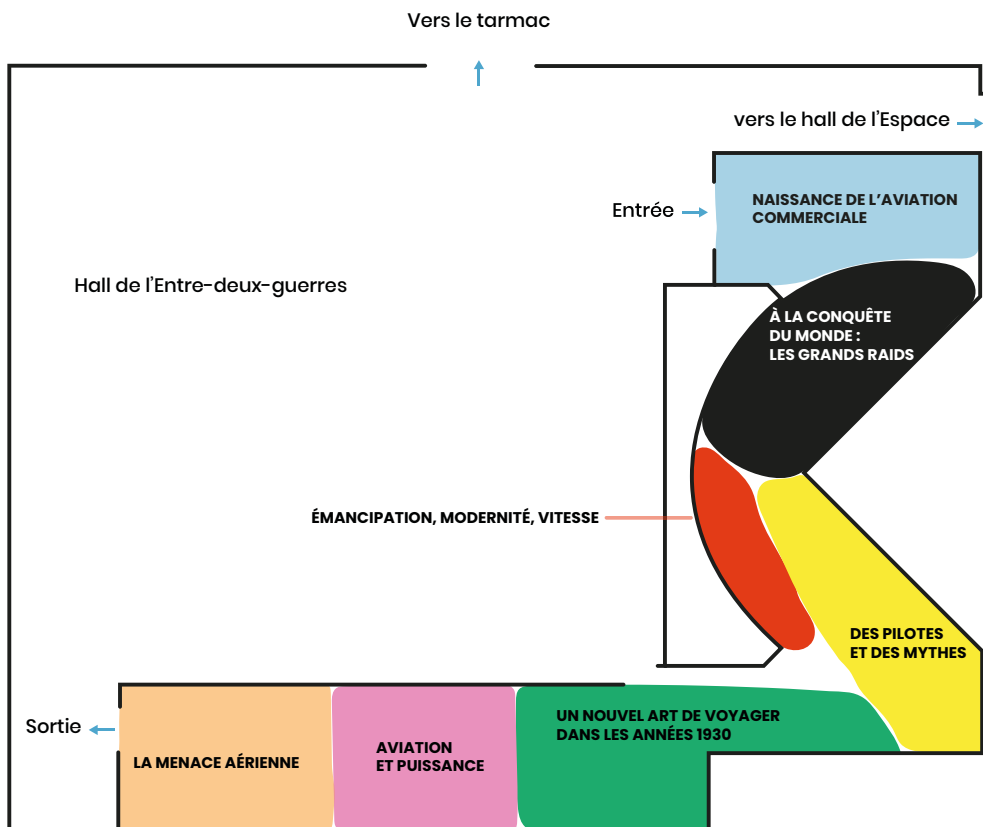 Vers le tarmac
vers le hall de l'Espace
NAISSANCE DE L'AVIATION
COMMERCIALE
Entrée
Hall de l'Entre-deux-guerres
À LA CONQUÊTE
DU MONDE :
LES GRANDS RAIDS
ÉMANCIPATION, MODERNITÉ, VITESSE
DES PILOTES
ET DES MYTHES
UN NOUVEL ART DE VOYAGER
DANS LES ANNÉES 1930
Sortie
AVIATION
ET PUISSANCE
LA MENACE AÉRIENNE